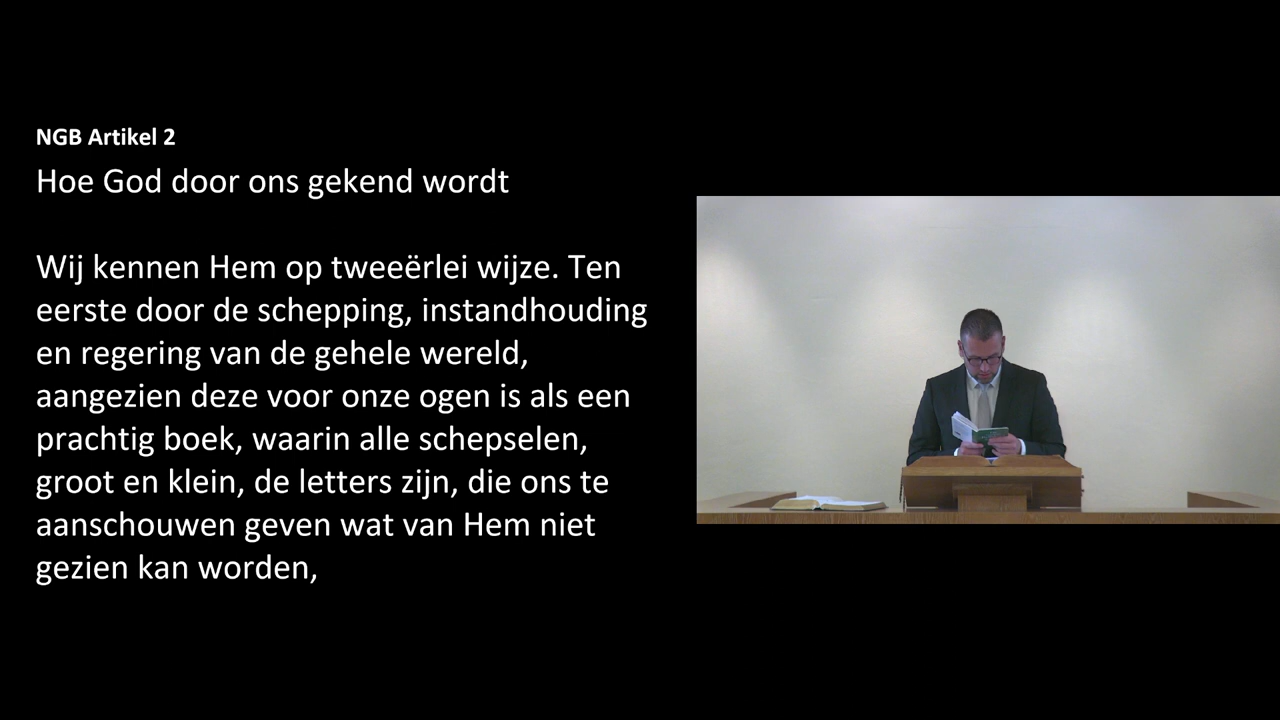 NGB Artikel 2
Hoe God door ons gekend wordt
Wij kennen Hem op tweeërlei wijze. Ten
eerste door de schepping, instandhouding
en regering van de gehele wereld,
aangezien deze voor onze ogen is als een
prachtig boek, waarin alle schepselen,
groot en klein, de letters zijn, die ons te
aanschouwen geven wat van Hem niet
gezien kan worden,